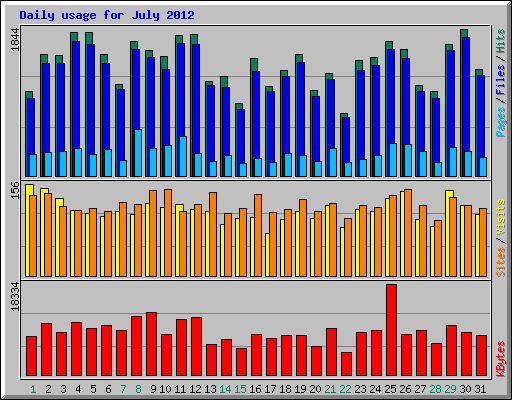 Daily usage for July 2012
1844
Pages / Files / Hits
156
Sites / Visits
18334
KBytes
1 2 3 4 5 6 7 8 9 10 11 12 13 14 15 16 17 18 19 20 21 22 23 24 25 26 27 28 29 30 31